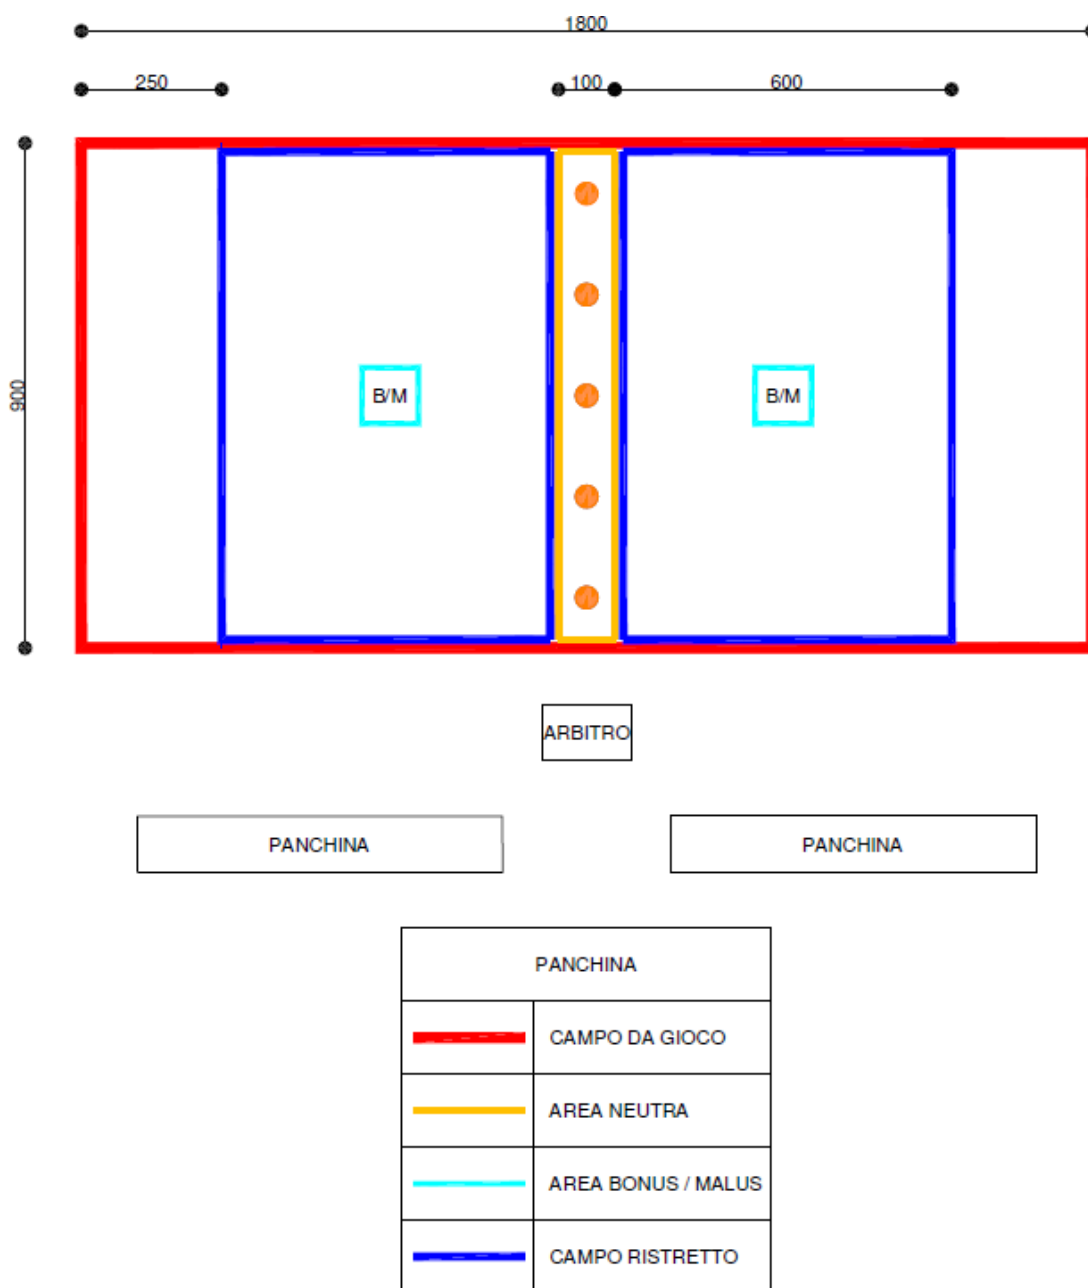 1800
250
100
600
900
B/M
B/M
ARBITRO
PANCHINA
PANCHINA
PANCHINA
CAMPO DA GIOCO
AREA NEUTRA
AREA BONUS / MALUS
CAMPO RISTRETTO